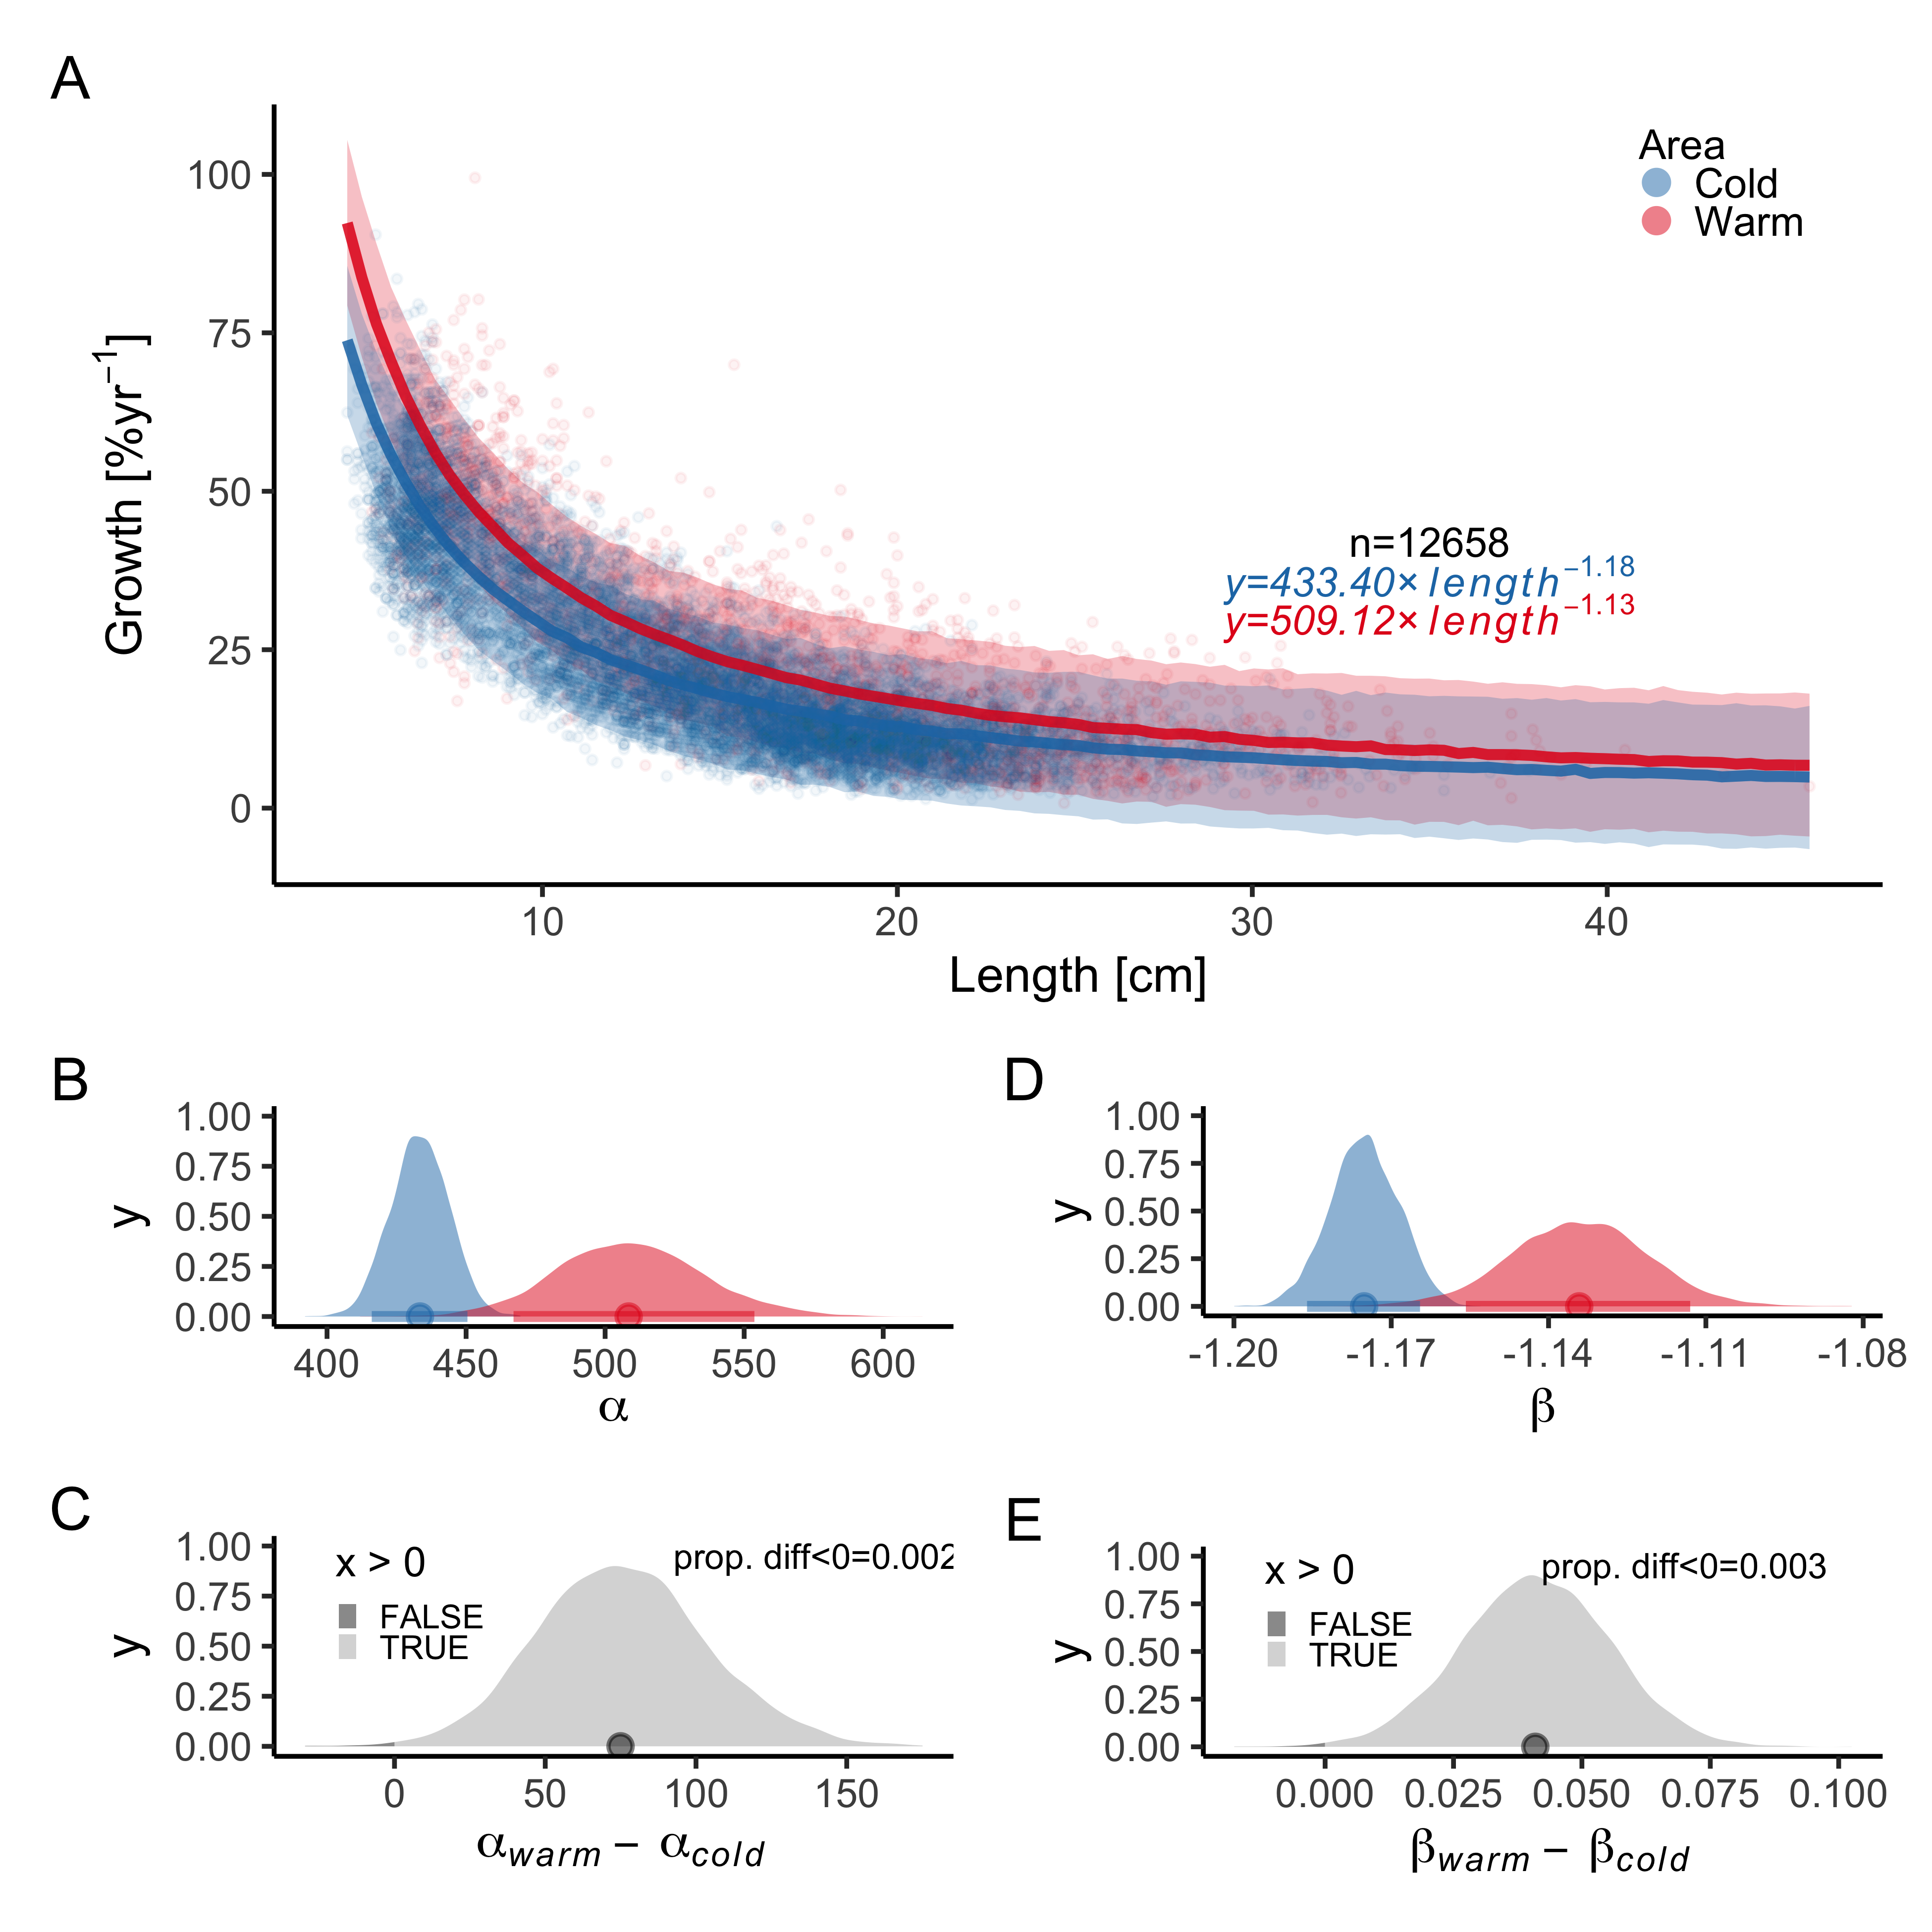 A
Growth [%yr⁻¹]
100
75
50
25
0
Area
Cold
Warm
n=12658
y=433.40× length⁻¹·¹⁸
y=509.12× length⁻¹·¹³
10 20 30 40
Length [cm]
B
y
1.00
0.75
0.50
0.25
0.00
400 450 500 550 600
α
D
y
1.00
0.75
0.50
0.25
0.00
-1.20 -1.17 -1.14 -1.11 -1.08
β
C
y
1.00
0.75
0.50
0.25
0.00
x > 0
FALSE
TRUE
prop. diff<0=0.002
0 50 100 150
α warm − α cold
E
y
1.00
0.75
0.50
0.25
0.00
x > 0
FALSE
TRUE
prop. diff<0=0.003
0.000 0.025 0.050 0.075 0.100
β warm − β cold